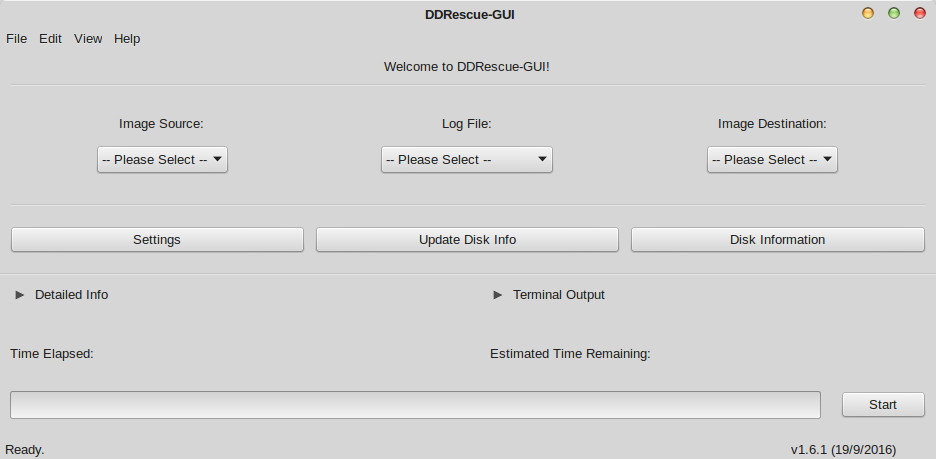 DDRescue-GUI
File Edit View Help
Welcome to DDRescue-GUI!
Image Source: Log File: Image Destination:
-- Please Select -- -- Please Select -- -- Please Select --
Settings Update Disk Info Disk Information
Detailed Info Terminal Output
Time Elapsed: Estimated Time Remaining:
Start
Ready. v1.6.1 (19/9/2016)